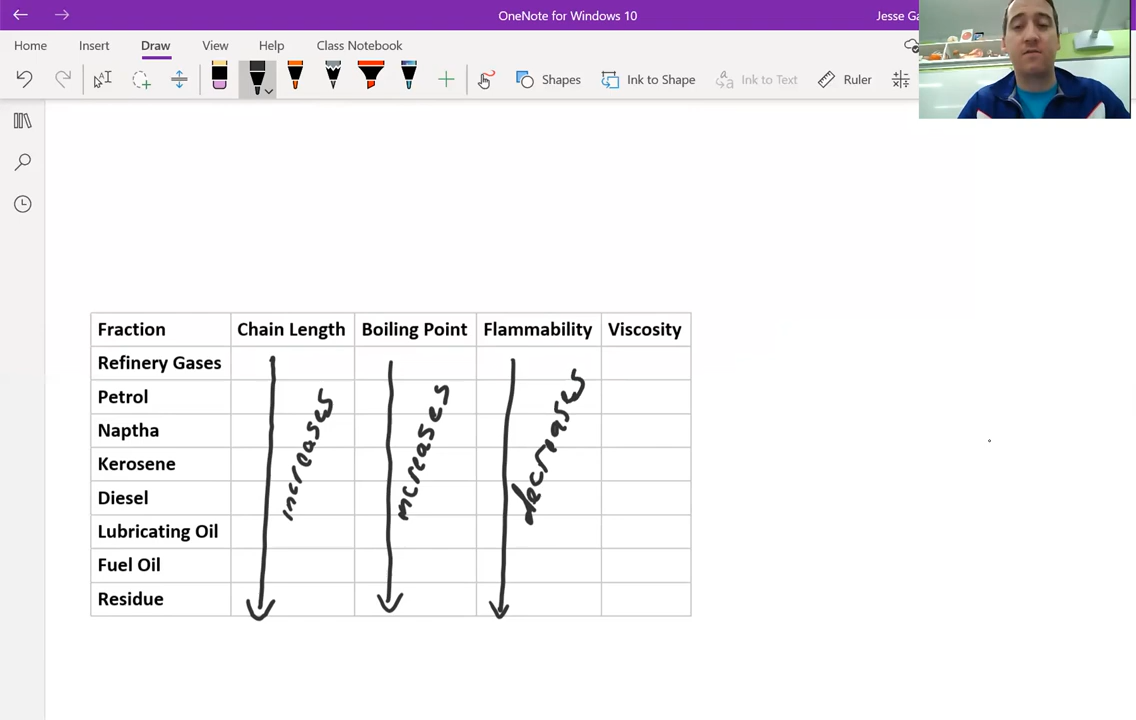 OneNote for Windows 10
Jesse Ga
Home Insert Draw View Help Class Notebook
Shapes Ink to Shape Ink to Text Ruler
Fraction Chain Length Boiling Point Flammability Viscosity
Refinery Gases
Petrol
Naptha
Kerosene
Diesel
Lubricating Oil
Fuel Oil
Residue
increases
increases
decreases